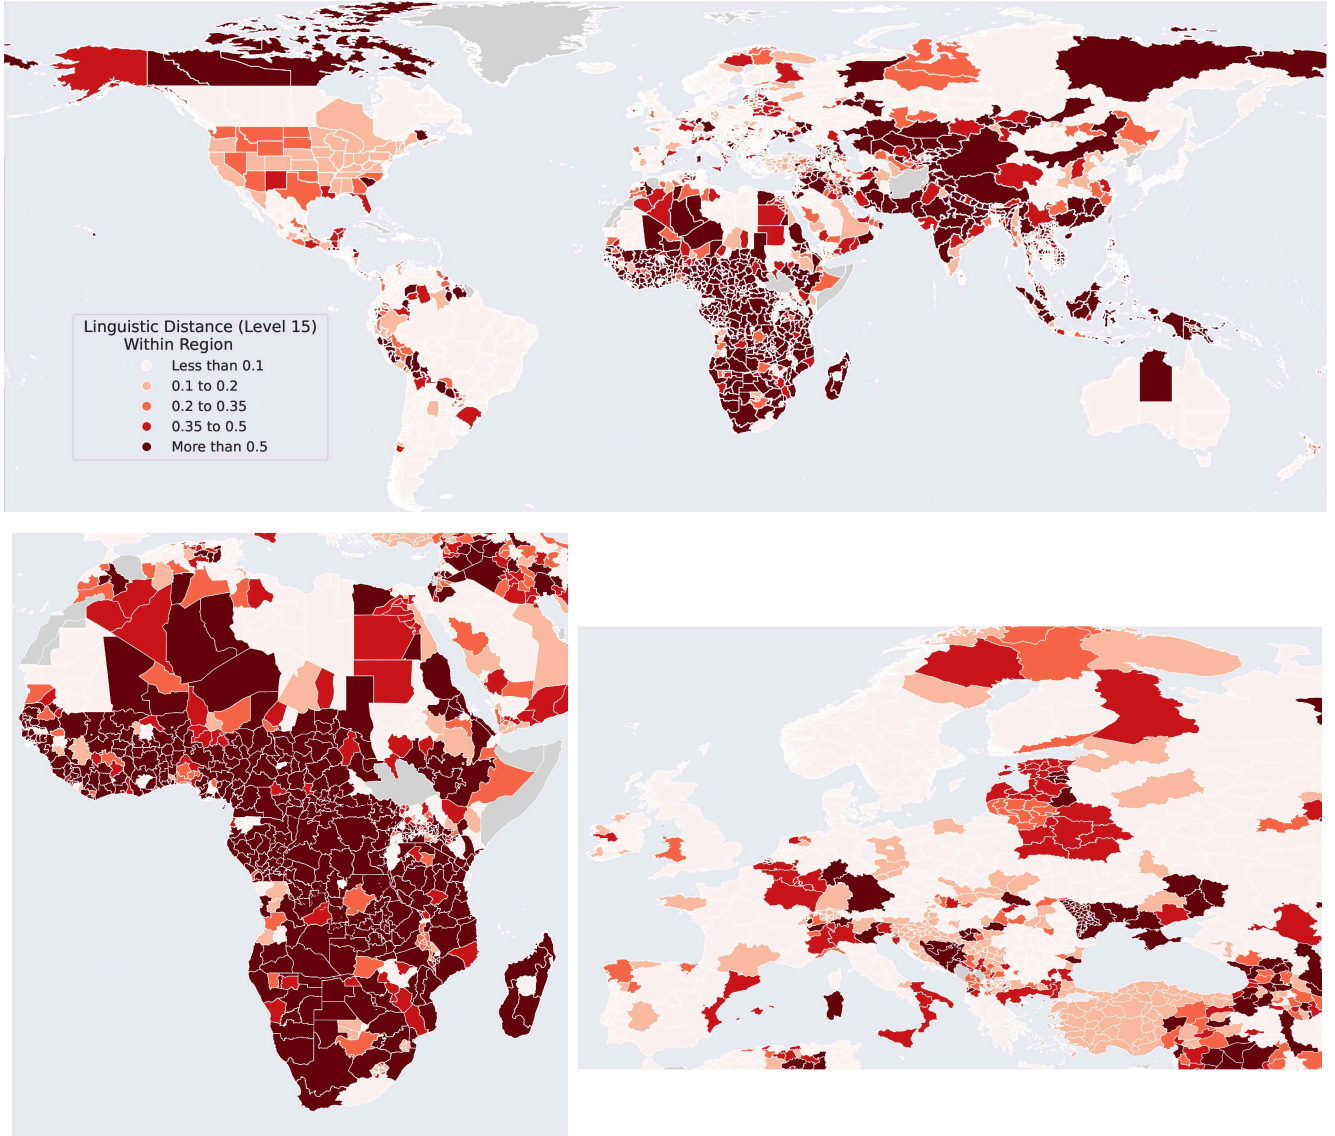 Linguistic Distance (Level 15)
Within Region
Less than 0.1
0.1 to 0.2
0.2 to 0.35
0.35 to 0.5
More than 0.5